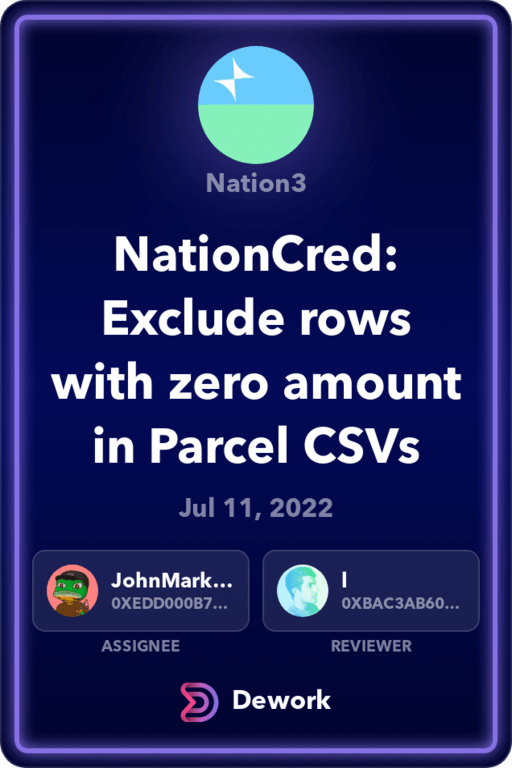 Nation3
NationCred:
Exclude rows
with zero amount
in Parcel CSVs
Jul 11, 2022
JohnMark...
0XEDD000B7...
ASSIGNEE
l
0XBAC3AB60...
REVIEWER
Dework